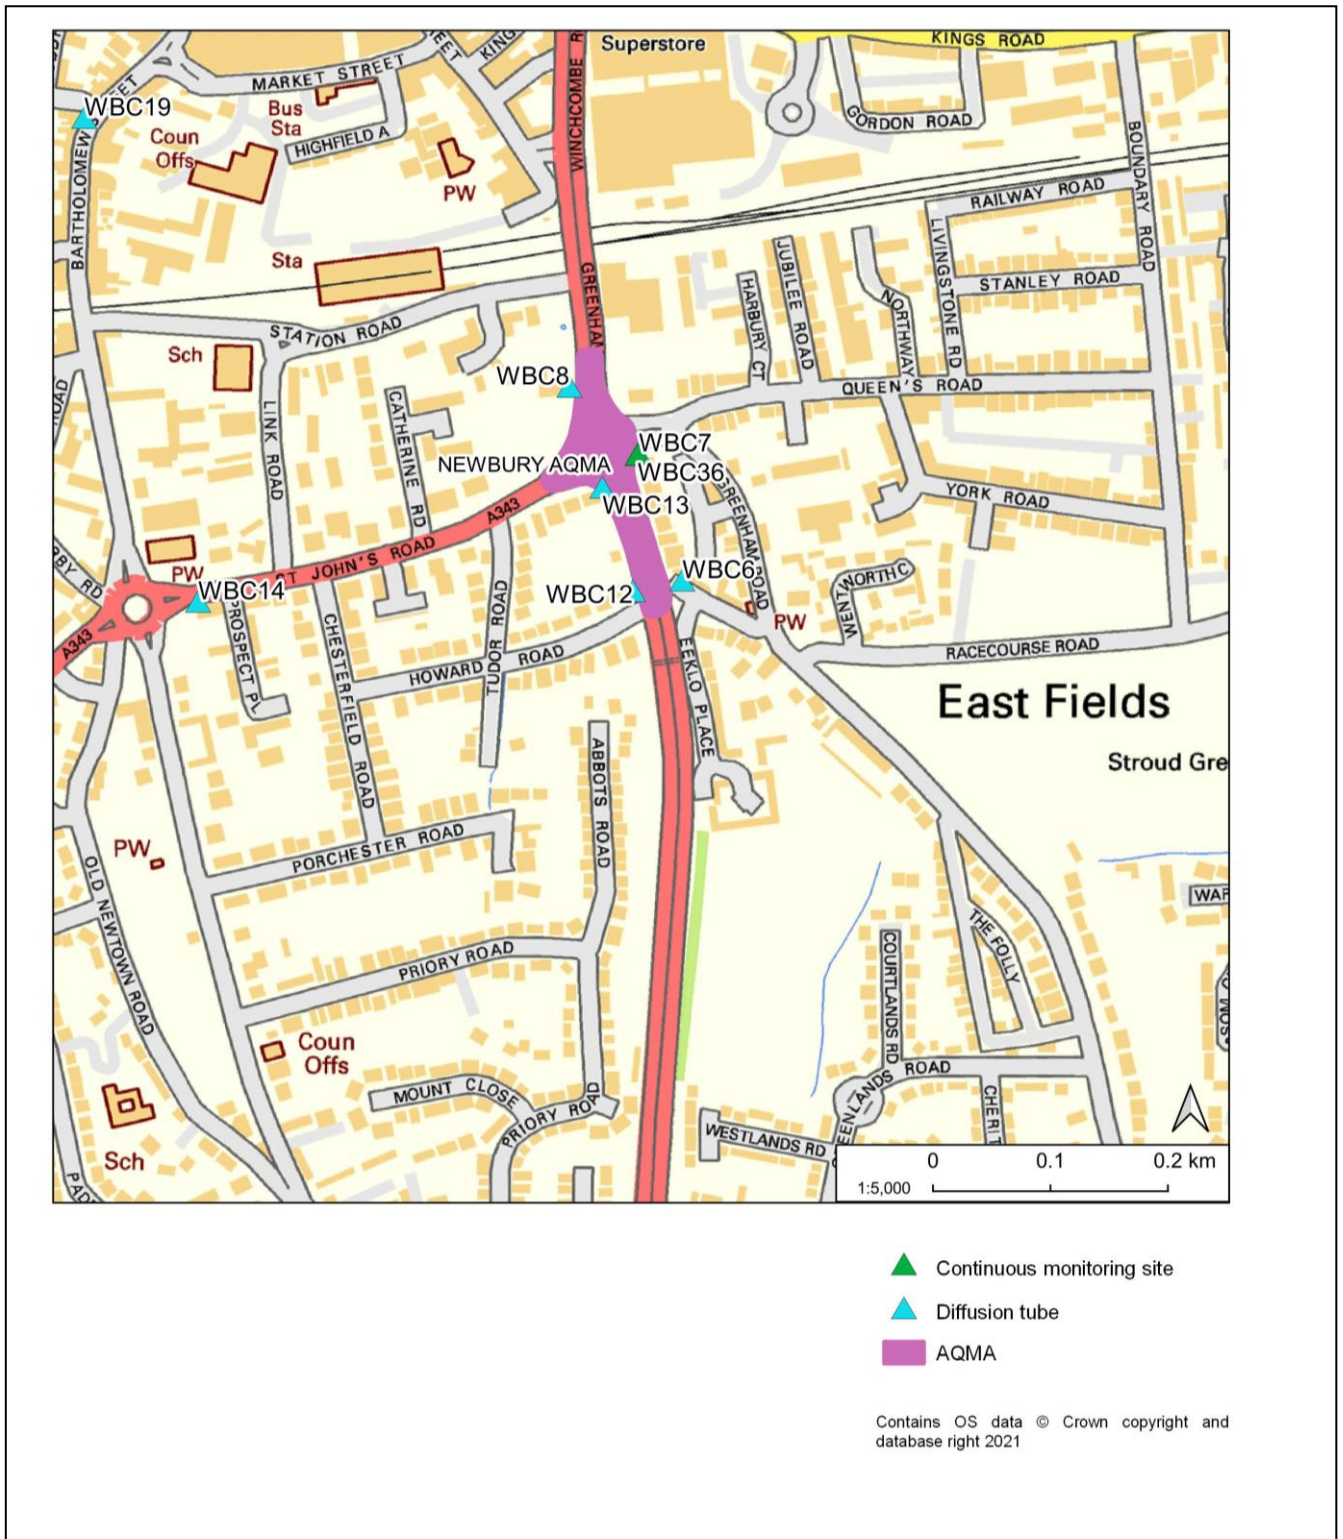 Superstore
KINGS ROAD
MARKET STREET
WINCHCOMBE R
KING
WBC19
Bus
Sta
Coun
Offs
HIGHFIELD A
GORDON ROAD
BOUNDARY ROAD
BARTHOLOMEW
PW
RAILWAY ROAD
Sta
GREENHAM
JUBILEE ROAD
HARBURY CT
NORTHWAY
LIVINGSTONE RD
STANLEY ROAD
STATION ROAD
Sch
WBC8
QUEEN'S ROAD
ROAD
LINK ROAD
CATHERINE RD
WBC7
NEWBURY AQMA
WBC36
GREENHAM ROAD
WBC13
YORK ROAD
A343
ST JOHN'S ROAD
PW
WBC14
WBC6
WBC12
WENTWORTH C
PW
RACECOURSE ROAD
A343
PROSPECT PL
CHESTERFIELD ROAD
HOWARD ROAD
TUDOR ROAD
EEKLO PLACE
East Fields
Stroud Gre
ABBOTS ROAD
PW
PORCHESTER ROAD
OLD NEWTOWN ROAD
WAR
THE FOLLY
PRIORY ROAD
COURTLANDS RD
Coun
Offs
MOUNT CLOSE
PRIORY ROAD
GREENLANDS ROAD
CHERIT
WESTLANDS RD
Sch
0 0.1 0.2 km
1:5,000
Continuous monitoring site
Diffusion tube
AQMA
Contains OS data © Crown copyright and
database right 2021